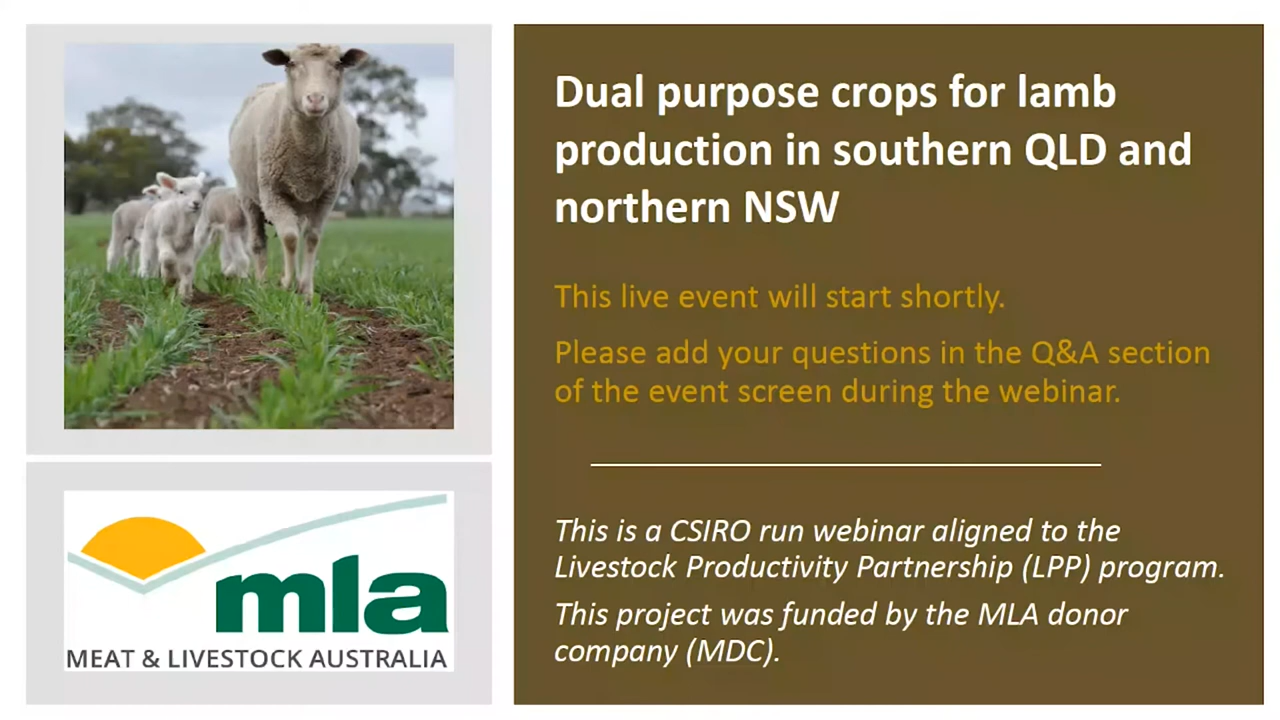 Dual purpose crops for lamb
production in southern QLD and
northern NSW
This live event will start shortly.
Please add your questions in the Q&A section
of the event screen during the webinar.
This is a CSIRO run webinar aligned to the
Livestock Productivity Partnership (LPP) program.
This project was funded by the MLA donor
company (MDC).
mla
MEAT & LIVESTOCK AUSTRALIA